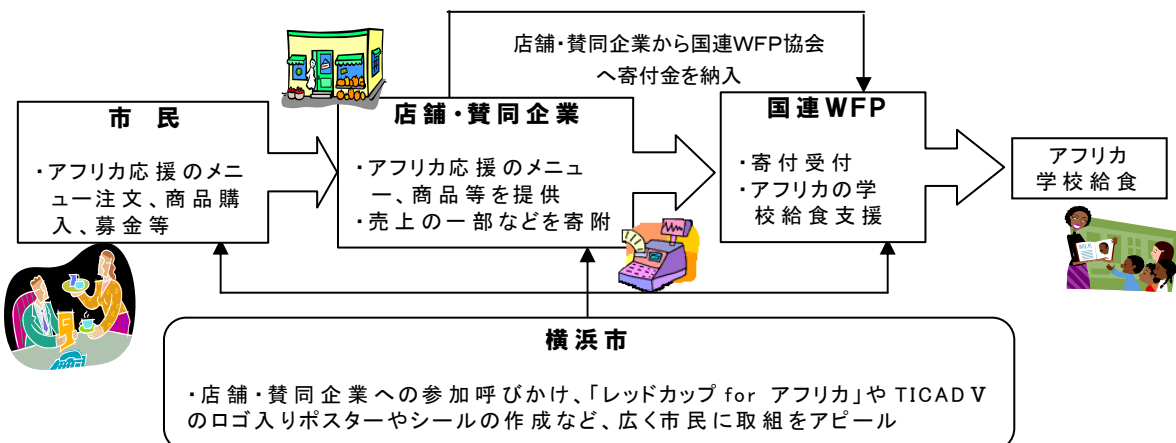 店舗・賛同企業から国連WFP協会
へ寄付金を納入
市 民
・アフリカ応援のメニ
ュー注文、商品購
入、募金等
店舗・賛同企業
・アフリカ応援のメニュ
ー、商品等を提供
・売上の一部などを寄附
国連WFP
・寄付受付
・アフリカの学
校給食支援
アフリカ
学校給食
MILK
横浜市
・店舗・賛同企業への参加呼びかけ、「レッドカップ for アフリカ」や TICADⅤ
のロゴ入りポスターやシールの作成など、広く市民に取組をアピール